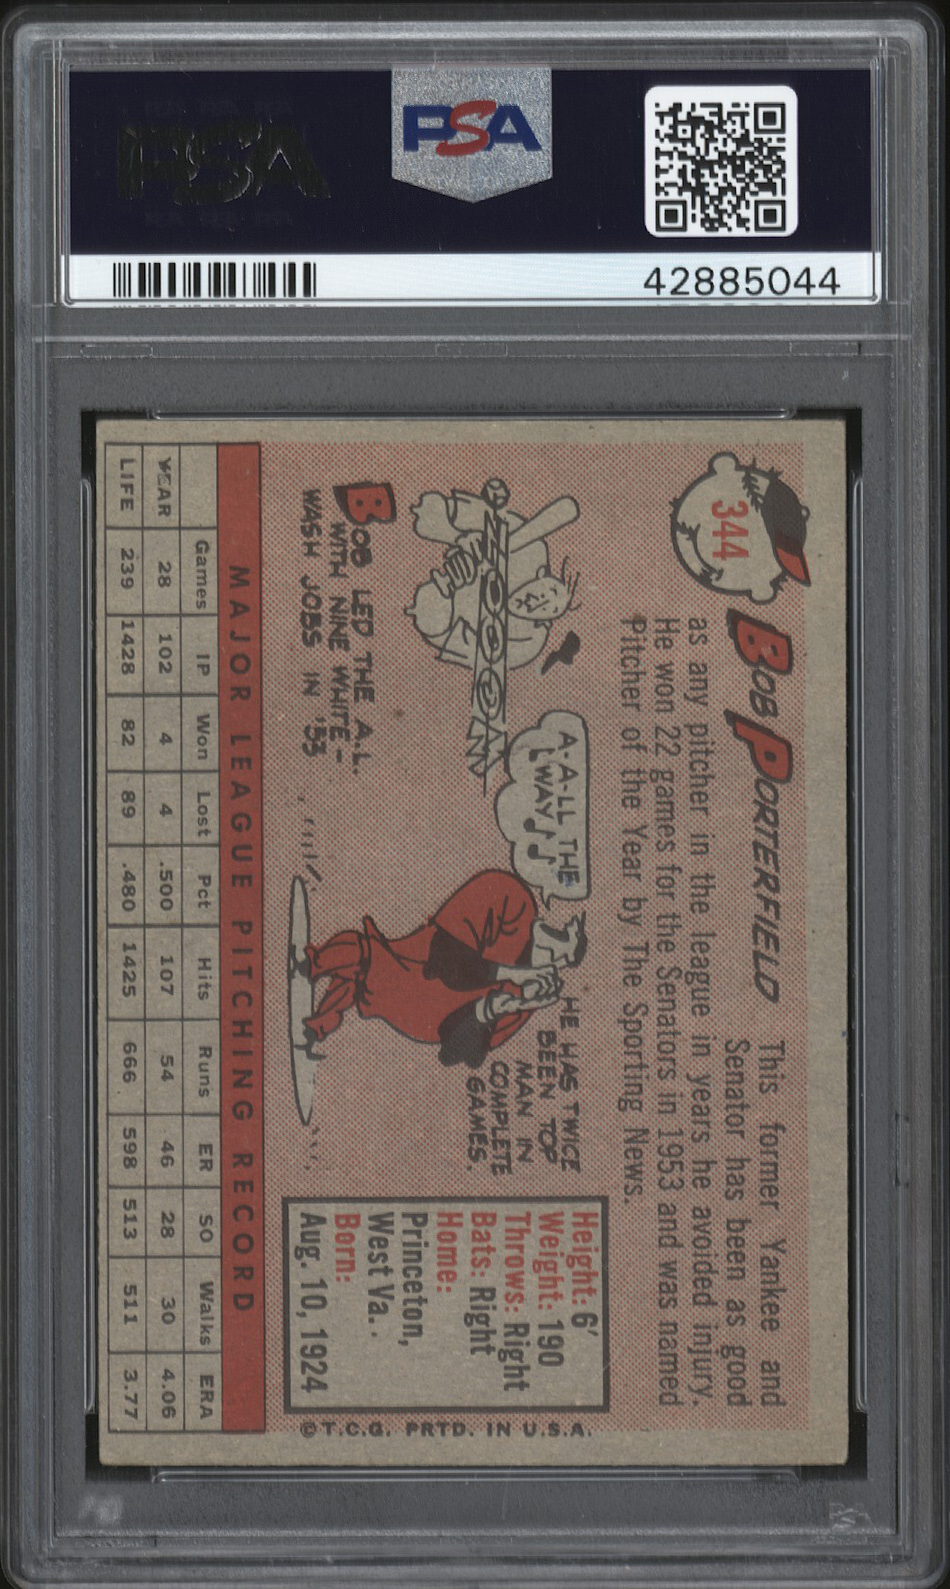 PSA
42885044
344
BOB PORTERFIELD
This former Yankee and
Senator has been as good
as any pitcher in the league in years he avoided injury.
He won 22 games for the Senators in 1953 and was named
Pitcher of the Year by The Sporting News.
BOB LED THE A.L.
WITH NINE WHITE-
WASH JOBS IN '53
A-A-LL THE
WAY
HE HAS TWICE
BEEN TOP
MAN IN
COMPLETE
GAMES.
Height: 6'
Weight: 190
Throws: Right
Bats: Right
Home:
Princeton,
West Va.
Born:
Aug. 10, 1924
MAJOR LEAGUE PITCHING RECORD
Games IP Won Lost Pct Hits Runs ER SO Walks ERA
YEAR 28 102 4 4 .500 107 54 46 28 30 4.06
LIFE 239 1428 82 89 .480 1425 666 598 513 511 3.77
© T.C.G. PRTD. IN U.S.A.